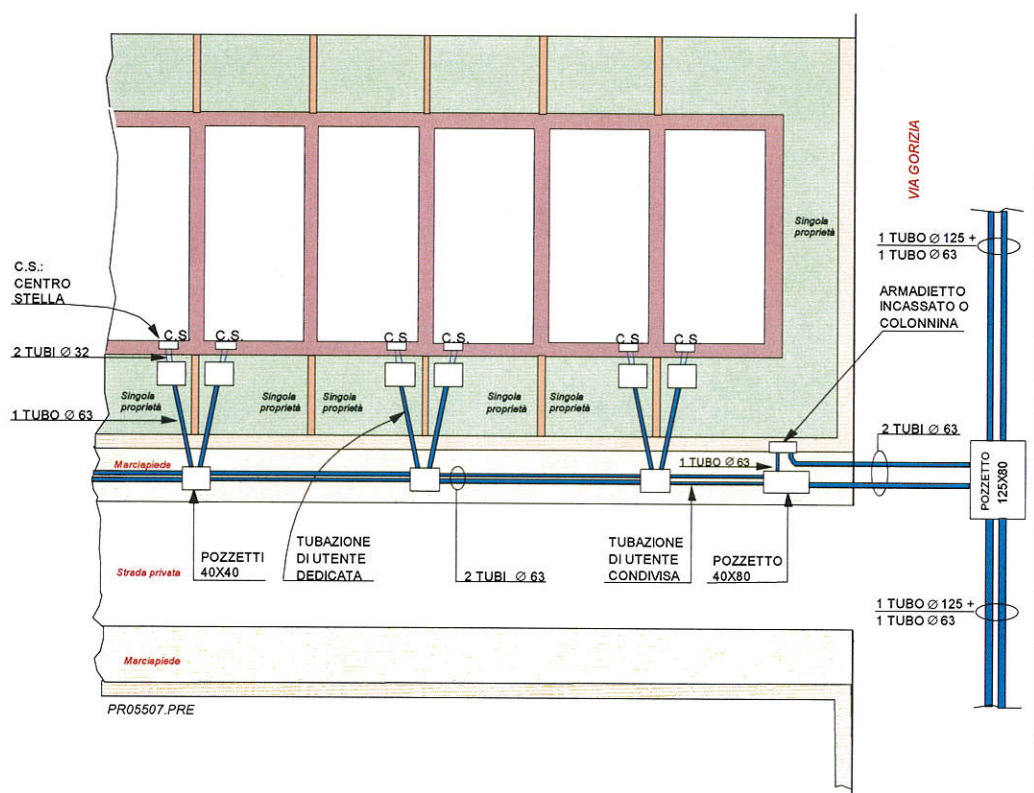 VIA GORIZIA
Singola
proprietà
1 TUBO Ø 125 +
1 TUBO Ø 63
C.S.:
CENTRO
STELLA
ARMADIETTO
INCASSATO O
COLONNINA
C.S.
C.S.
C.S.
C.S.
C.S.
C.S.
2 TUBI Ø 32
1 TUBO Ø 63
Singola
proprietà
Singola
proprietà
Singola
proprietà
Singola
proprietà
Singola
proprietà
2 TUBI Ø 63
Marciapiede
1 TUBO Ø 63
POZZETTO
125X80
POZZETTI
40X40
TUBAZIONE
DI UTENTE
DEDICATA
2 TUBI Ø 63
TUBAZIONE
DI UTENTE
CONDIVISA
POZZETTO
40X80
Strada privata
1 TUBO Ø 125 +
1 TUBO Ø 63
Marciapiede
PR05507.PRE